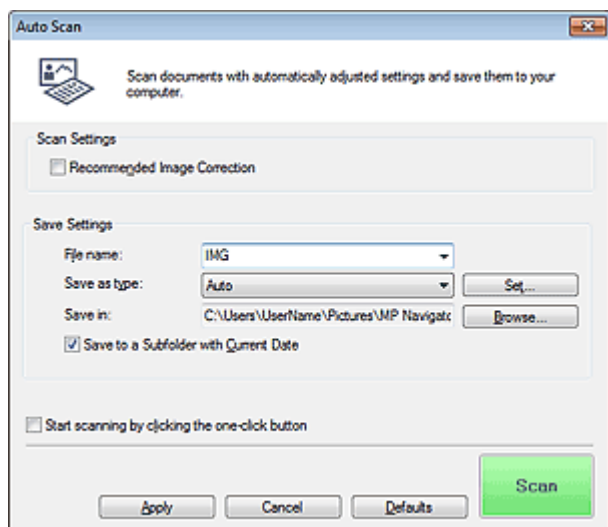 Auto Scan
Scan documents with automatically adjusted settings and save them to your
computer.
Scan Settings
Recommended Image Correction
Save Settings
File name:
IMG
Save as type:
Auto
Set...
Save in:
C:\Users\UserName\Pictures\MP Navigatc
Browse...
Save to a Subfolder with Current Date
Start scanning by clicking the one-click button
Scan
Apply
Cancel
Defaults